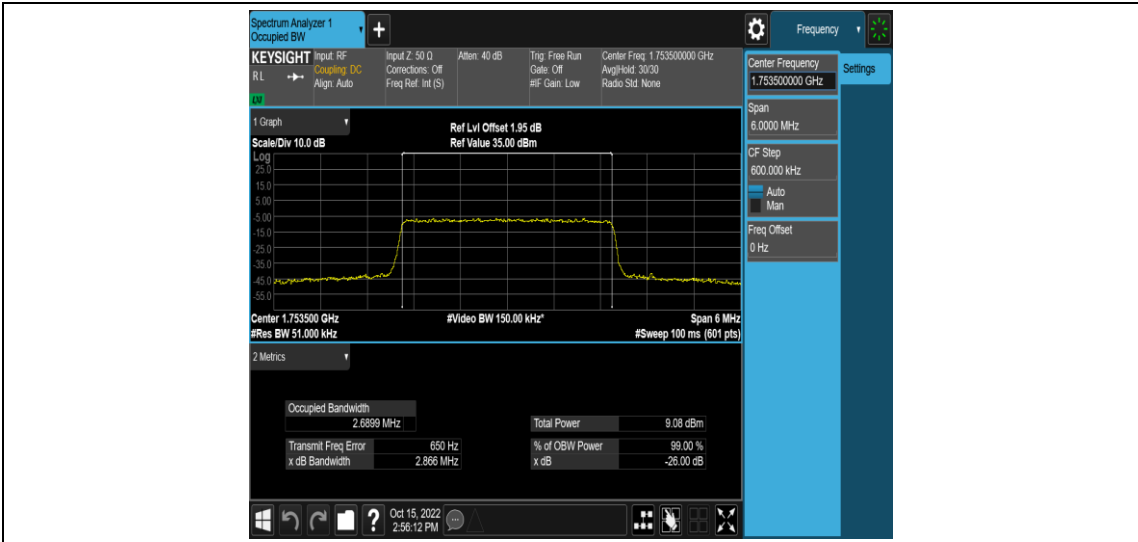 Spectrum Analyzer 1
Occupied BW
+
Frequency
KEYSIGHT Input: RF Input Z: 50 Ω Atten: 40 dB Trig: Free Run Center Freq: 1.753500000 GHz
RL Coupling: DC Corrections: Off Gate: Off Avg|Hold: 30/30
Align: Auto Freq Ref: Int (S) #IF Gain: Low Radio Std: None
LXI
Center Frequency
1.753500000 GHz
Settings
Span
6.0000 MHz
CF Step
600.000 kHz
Auto
Man
Freq Offset
0 Hz
1 Graph
Ref Lvl Offset 1.95 dB
Scale/Div 10.0 dB Ref Value 35.00 dBm
Log
25.0
15.0
5.00
-5.00
-15.0
-25.0
-35.0
-45.0
-55.0
Center 1.753500 GHz #Video BW 150.00 kHz* Span 6 MHz
#Res BW 51.000 kHz #Sweep 100 ms (601 pts)
2 Metrics
Occupied Bandwidth
2.6899 MHz Total Power 9.08 dBm
Transmit Freq Error 650 Hz % of OBW Power 99.00 %
x dB Bandwidth 2.866 MHz x dB -26.00 dB
? Oct 15, 2022
2:56:12 PM